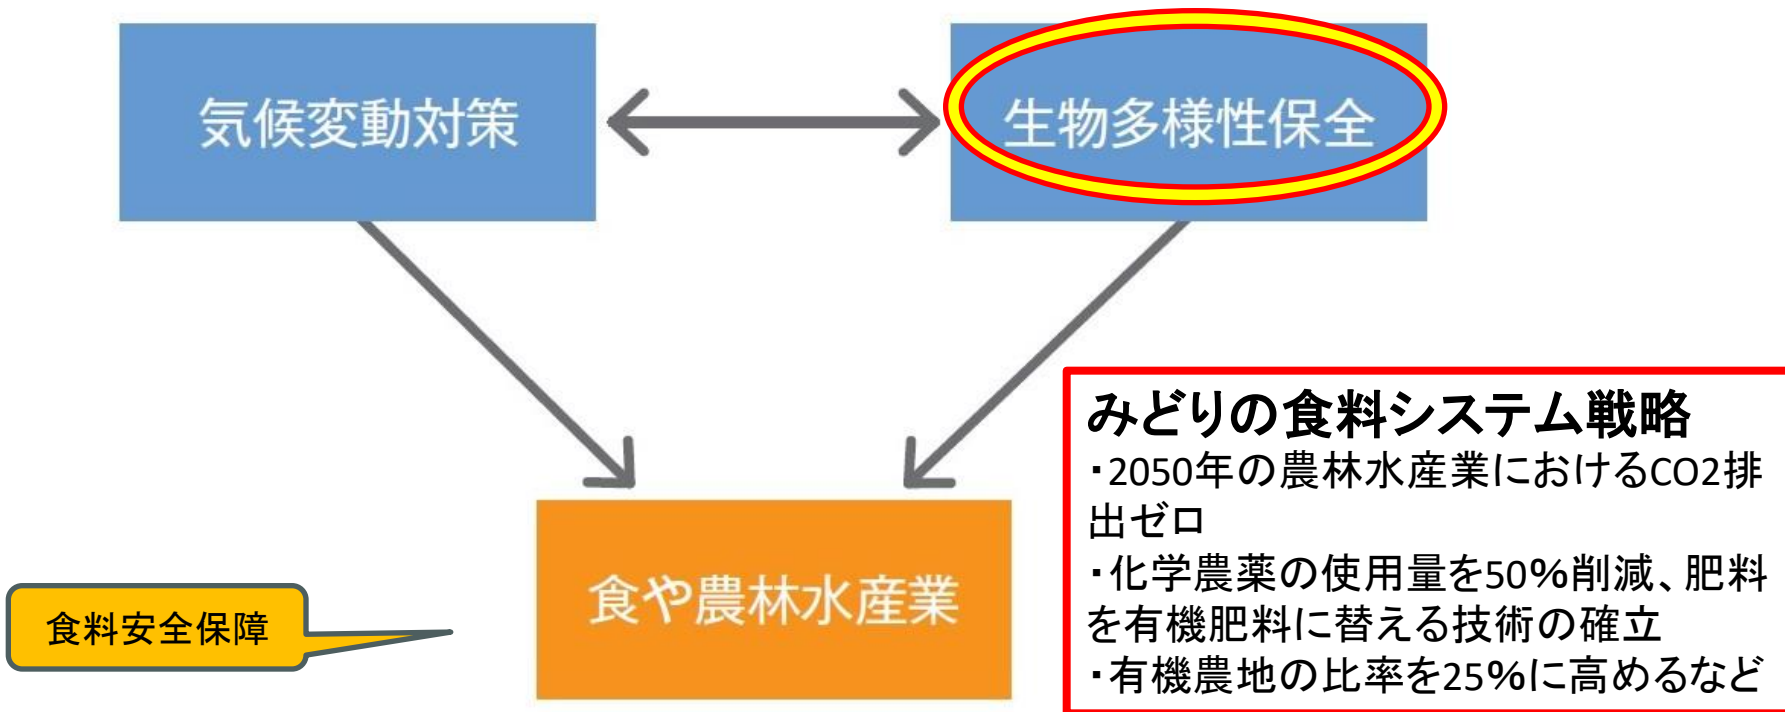 気候変動対策
生物多様性保全
みどりの食料システム戦略
・2050年の農林水産業におけるCO2排
出ゼロ
・化学農薬の使用量を50%削減、肥料
を有機肥料に替える技術の確立
・有機農地の比率を25%に高めるなど
食や農林水産業
食料安全保障